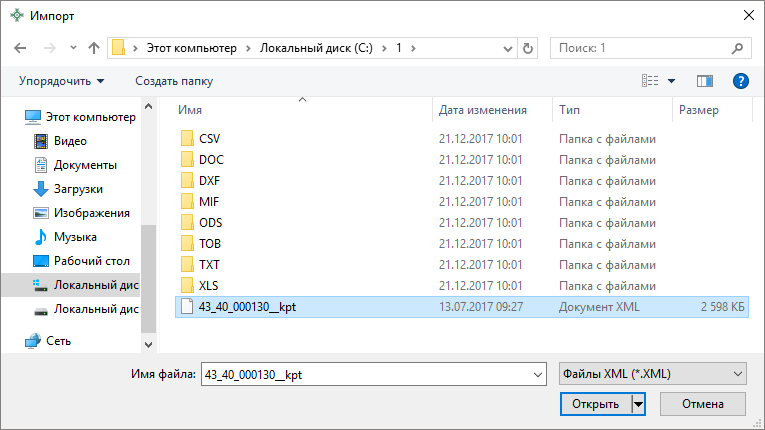 Импорт
Этот компьютер > Локальный диск (C:) > 1 >
Поиск: 1
Упорядочить
Создать папку
Этот компьютер
Видео
Документы
Загрузки
Изображения
Музыка
Рабочий стол
Локальный дис
Локальный дис
Сеть
Имя Дата изменения Тип Размер
CSV 21.12.2017 10:01 Папка с файлами
DOC 21.12.2017 10:01 Папка с файлами
DXF 21.12.2017 10:01 Папка с файлами
MIF 21.12.2017 10:01 Папка с файлами
ODS 21.12.2017 10:01 Папка с файлами
TOB 21.12.2017 10:01 Папка с файлами
TXT 21.12.2017 10:01 Папка с файлами
XLS 21.12.2017 10:01 Папка с файлами
43_40_000130__kpt 13.07.2017 09:27 Документ XML 2 598 КБ
Имя файла: 43_40_000130__kpt Файлы XML (*.XML)
Открыть Отмена